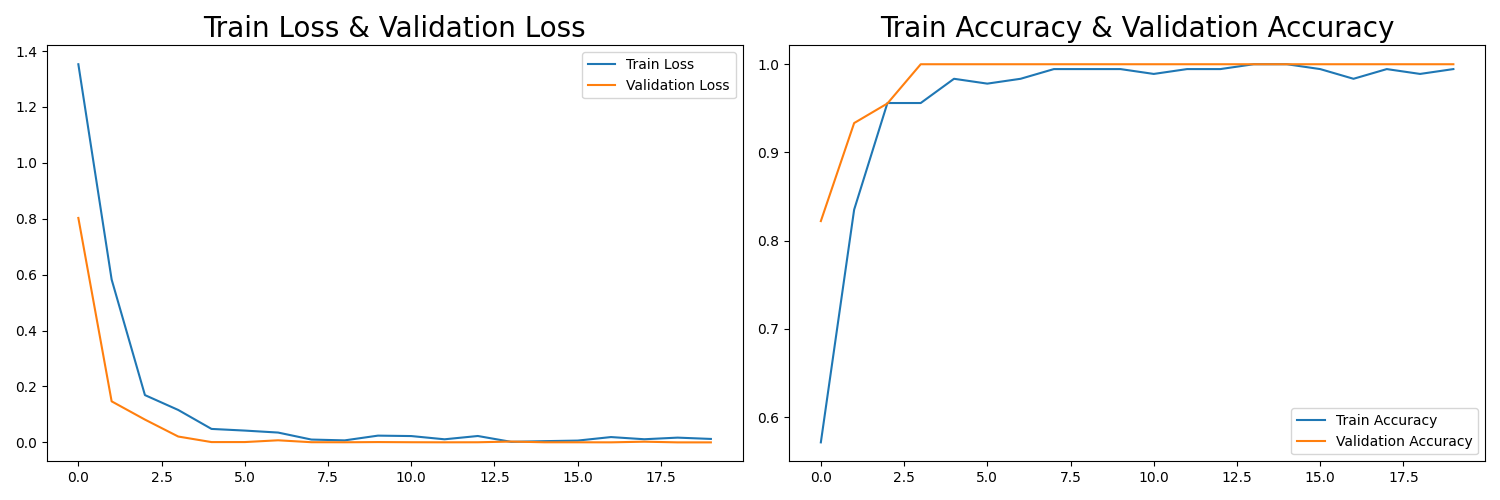 Train Loss & Validation Loss
1.4
1.2
1.0
0.8
0.6
0.4
0.2
0.0
Train Loss
Validation Loss
0.0 2.5 5.0 7.5 10.0 12.5 15.0 17.5
Train Accuracy & Validation Accuracy
1.0
0.9
0.8
0.7
0.6
Train Accuracy
Validation Accuracy
0.0 2.5 5.0 7.5 10.0 12.5 15.0 17.5